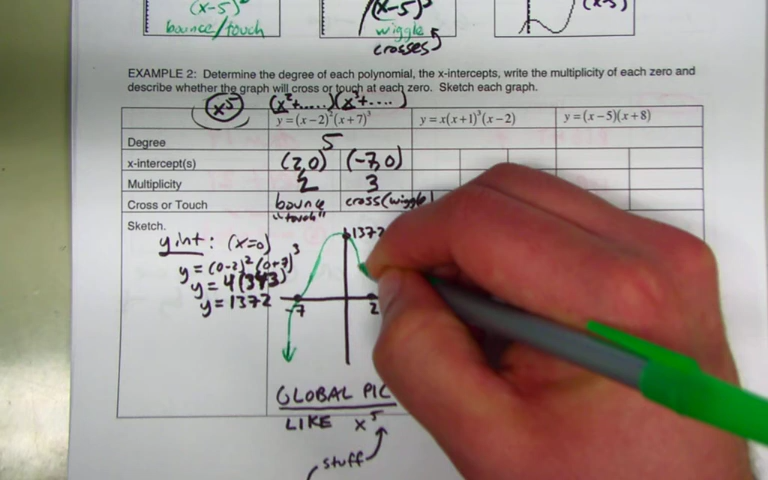 (x-5)²
bounce/touch
(x-5)³
wiggle
crosses
(x-5)
EXAMPLE 2: Determine the degree of each polynomial, the x-intercepts, write the multiplicity of each zero and
describe whether the graph will cross or touch at each zero. Sketch each graph.
x⁵ (x²+.....)(x³+....)
y=(x−2)²(x+7)³ y=x(x+1)³(x−2) y=(x−5)(x+8)
Degree 5
x-intercept(s) (2,0) (-7,0)
Multiplicity 2 3
Cross or Touch bounce cross(wiggle)
"touch"
Sketch.
y int: (x=0)
y=(0-2)²(0+7)³
y=4(343)
y=1372
1372
-7 2
GLOBAL PIC
LIKE x⁵
stuff